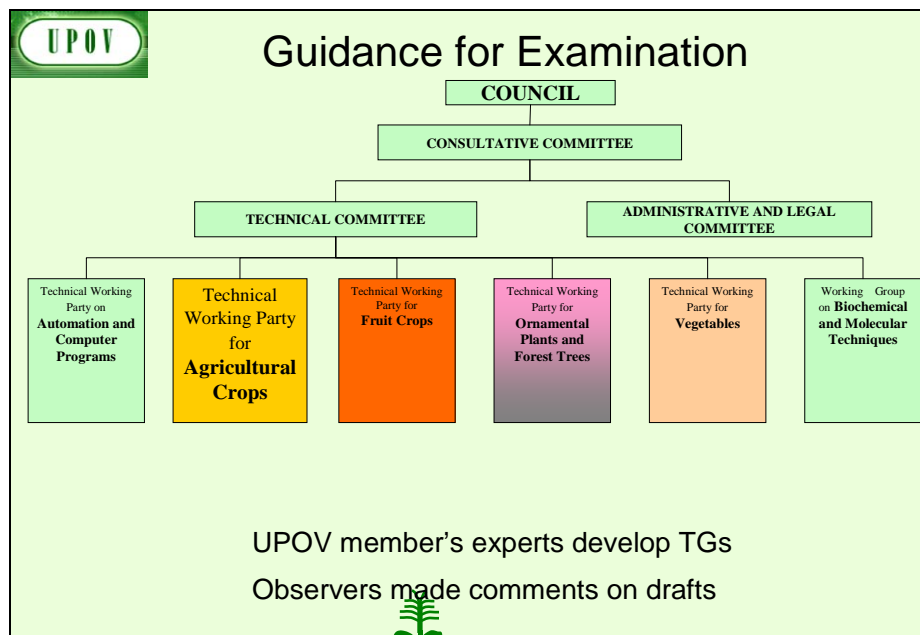 UPOV
Guidance for Examination
COUNCIL
CONSULTATIVE COMMITTEE
TECHNICAL COMMITTEE
ADMINISTRATIVE AND LEGAL
COMMITTEE
Technical Working
Party on
Automation and
Computer
Programs
Technical
Working Party
for
Agricultural
Crops
Technical Working
Party for
Fruit Crops
Technical Working
Party for
Ornamental
Plants and
Forest Trees
Technical Working
Party for
Vegetables
Working Group
on Biochemical
and Molecular
Techniques
UPOV member's experts develop TGs
Observers made comments on drafts